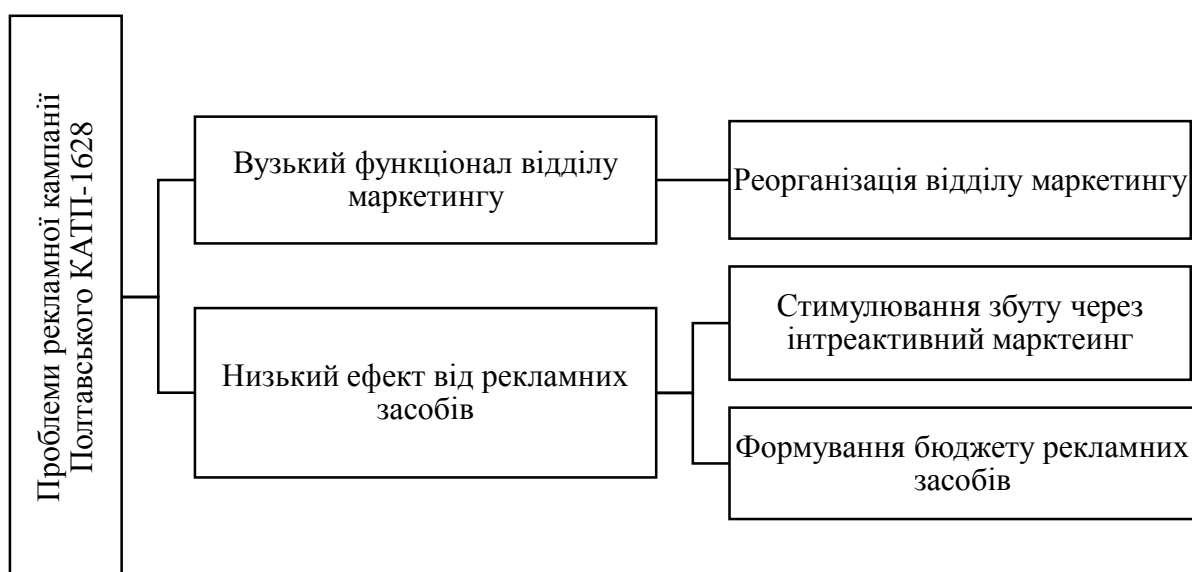 Проблеми рекламної кампанії
Полтавського КАТП-1628
Вузький функціонал відділу
маркетингу
Реорганізація відділу маркетингу
Низький ефект від рекламних
засобів
Стимулювання збуту через
інтреактивний марктеинг
Формування бюджету рекламних
засобів